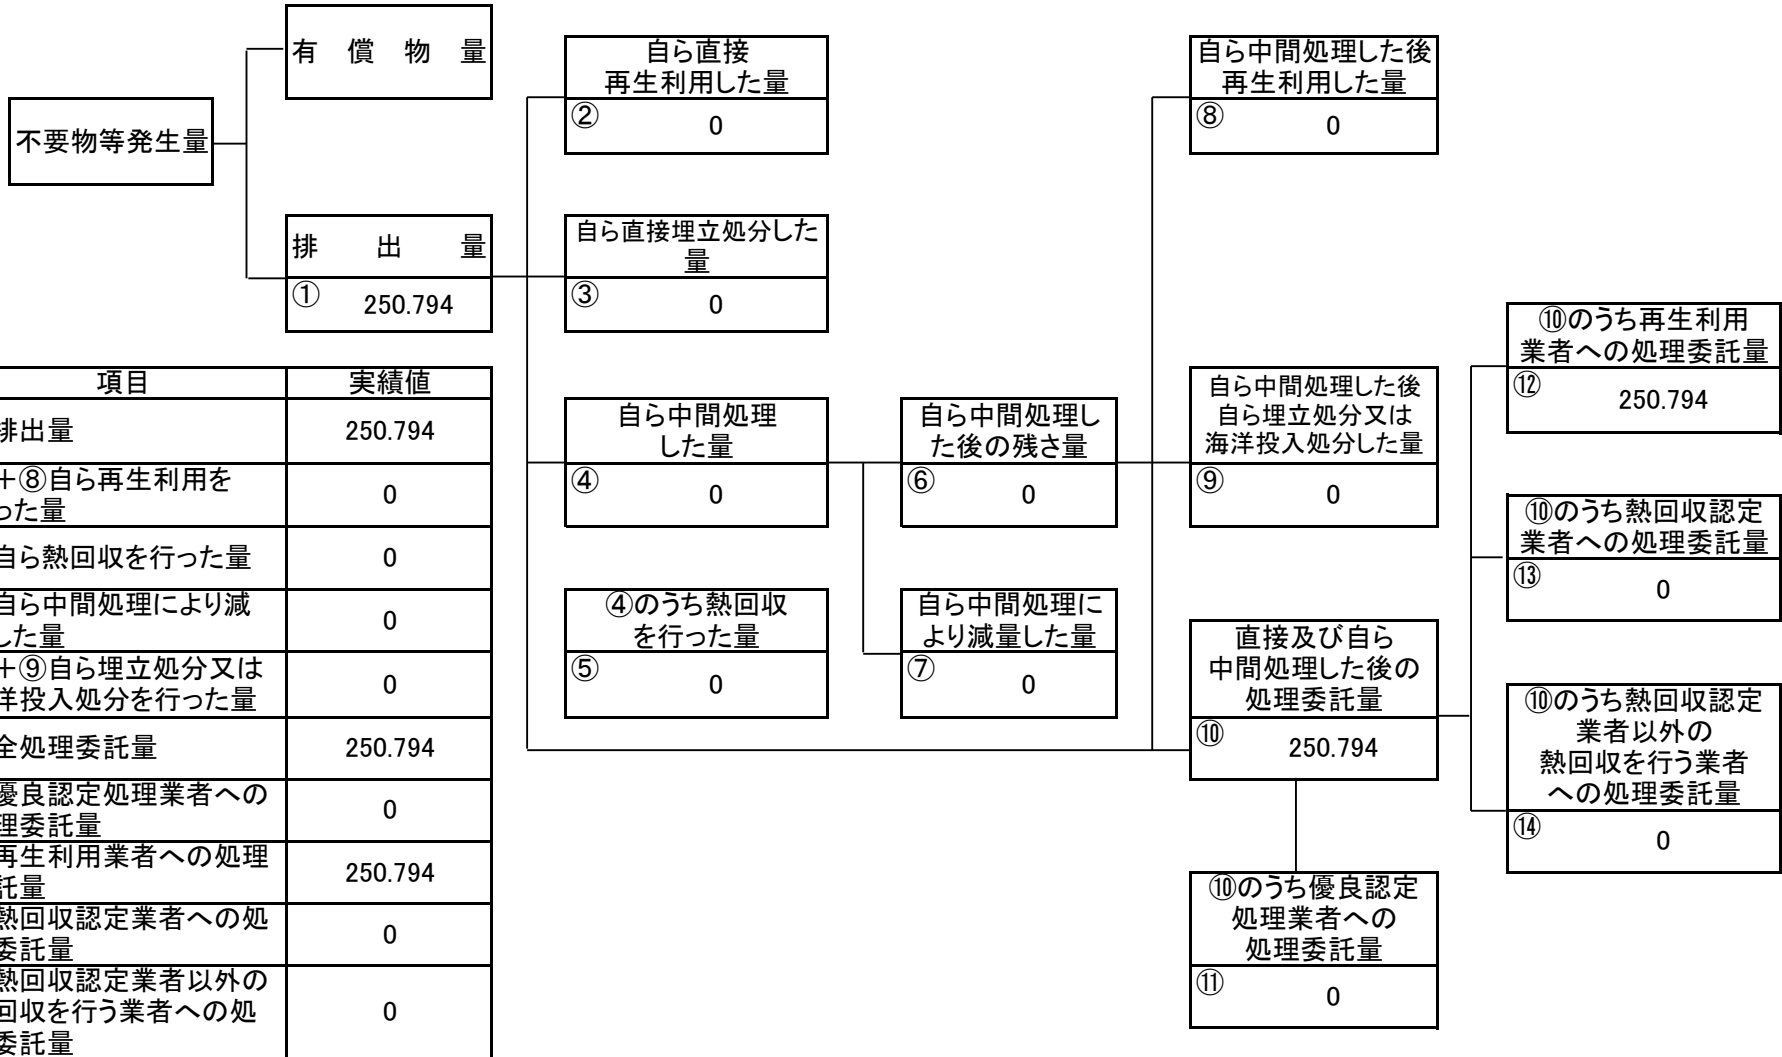 有償物量
不要物等発生量
排出量
① 250.794
自ら直接
再生利用した量
② 0
自ら直接埋立処分した
量
③ 0
自ら中間処理
した量
④ 0
④のうち熱回収
を行った量
⑤ 0
自ら中間処理し
た後の残さ量
⑥ 0
自ら中間処理に
より減量した量
⑦ 0
自ら中間処理した後
再生利用した量
⑧ 0
自ら中間処理した後
自ら埋立処分又は
海洋投入処分した量
⑨ 0
直接及び自ら
中間処理した後の
処理委託量
⑩ 250.794
⑩のうち優良認定
処理業者への
処理委託量
⑪ 0
⑩のうち再生利用
業者への処理委託量
⑫ 250.794
⑩のうち熱回収認定
業者への処理委託量
⑬ 0
⑩のうち熱回収認定
業者以外の
熱回収を行う業者
への処理委託量
⑭ 0
項目 実績値
排出量 250.794
+⑧自ら再生利用を
った量 0
自ら熱回収を行った量 0
自ら中間処理により減
した量 0
+⑨自ら埋立処分又は
洋投入処分を行った量 0
全処理委託量 250.794
優良認定処理業者への
理委託量 0
再生利用業者への処理
託量 250.794
熱回収認定業者への処
委託量 0
熱回収認定業者以外の
回収を行う業者への処
委託量 0